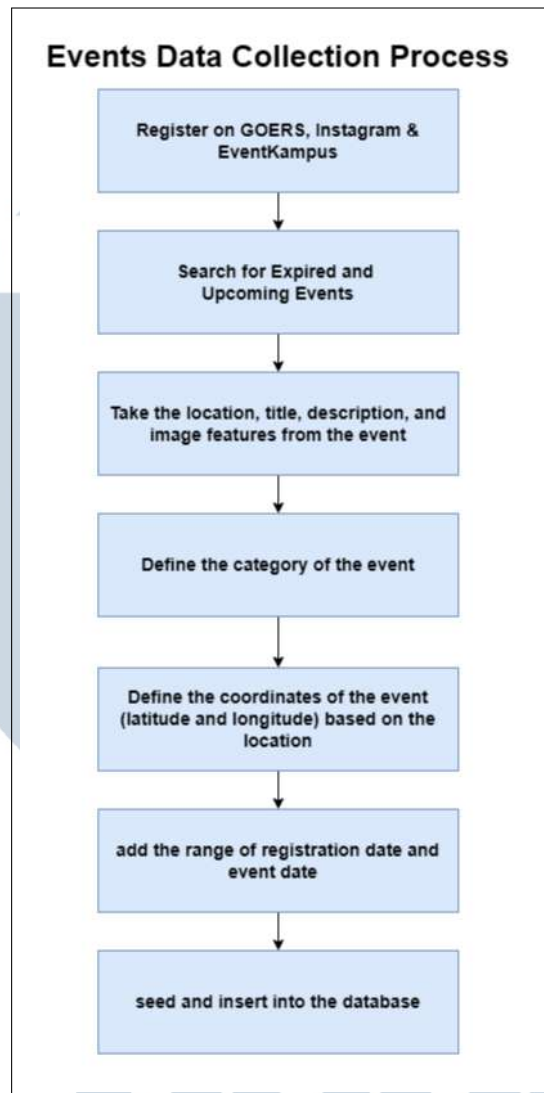 Events Data Collection Process
Register on GOERS, Instagram &
EventKampus
Search for Expired and
Upcoming Events
Take the location, title, description, and
image features from the event
Define the category of the event
Define the coordinates of the event
(latitude and longitude) based on the
location
add the range of registration date and
event date
seed and insert into the database